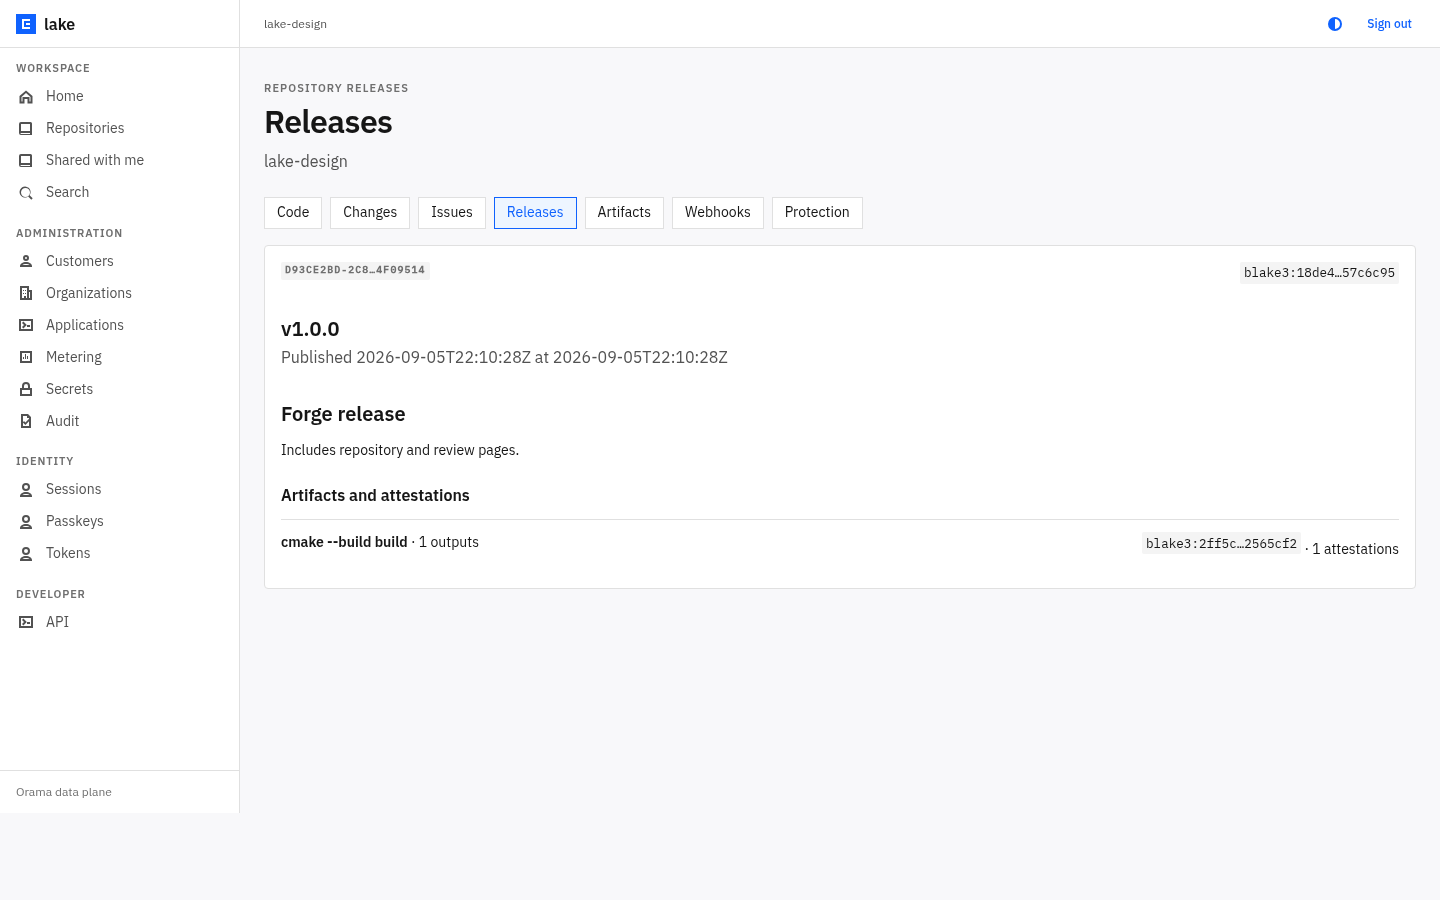 lake
lake-design
Sign out
WORKSPACE
Home
Repositories
Shared with me
Search
ADMINISTRATION
Customers
Organizations
Applications
Metering
Secrets
Audit
IDENTITY
Sessions
Passkeys
Tokens
DEVELOPER
API
Orama data plane
REPOSITORY RELEASES
Releases
lake-design
Code Changes Issues Releases Artifacts Webhooks Protection
D93CE2BD-2C8…4F09514 blake3:18de4…57c6c95
v1.0.0
Published 2026-09-05T22:10:28Z at 2026-09-05T22:10:28Z
Forge release
Includes repository and review pages.
Artifacts and attestations
cmake --build build · 1 outputs blake3:2ff5c…2565cf2 · 1 attestations